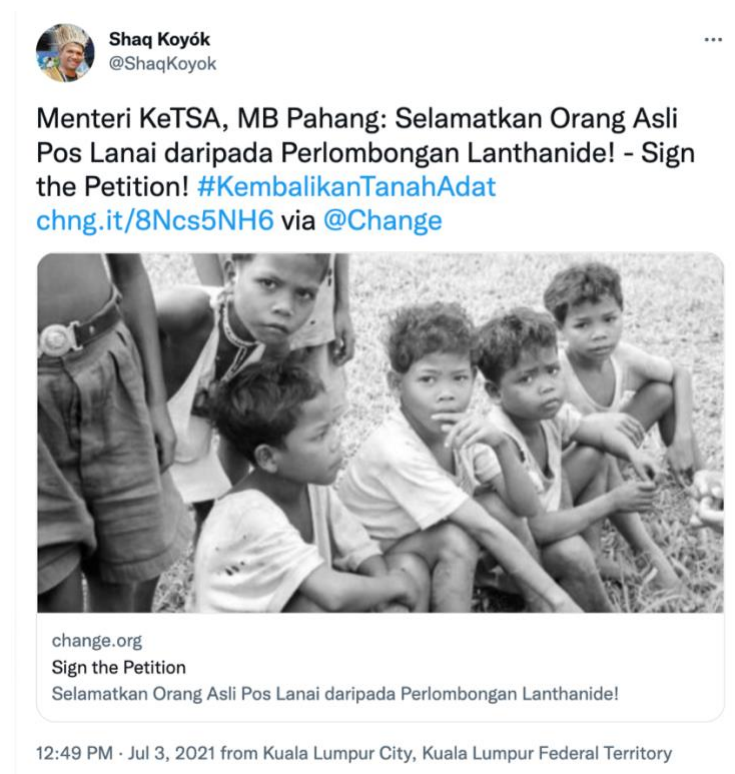 Shaq Koyók
@ShaqKoyok
Menteri KeTSA, MB Pahang: Selamatkan Orang Asli
Pos Lanai daripada Perlombongan Lanthanide! - Sign
the Petition! #KembalikanTanahAdat
chng.it/8Ncs5NH6 via @Change
change.org
Sign the Petition
Selamatkan Orang Asli Pos Lanai daripada Perlombongan Lanthanide!
12:49 PM · Jul 3, 2021 from Kuala Lumpur City, Kuala Lumpur Federal Territory